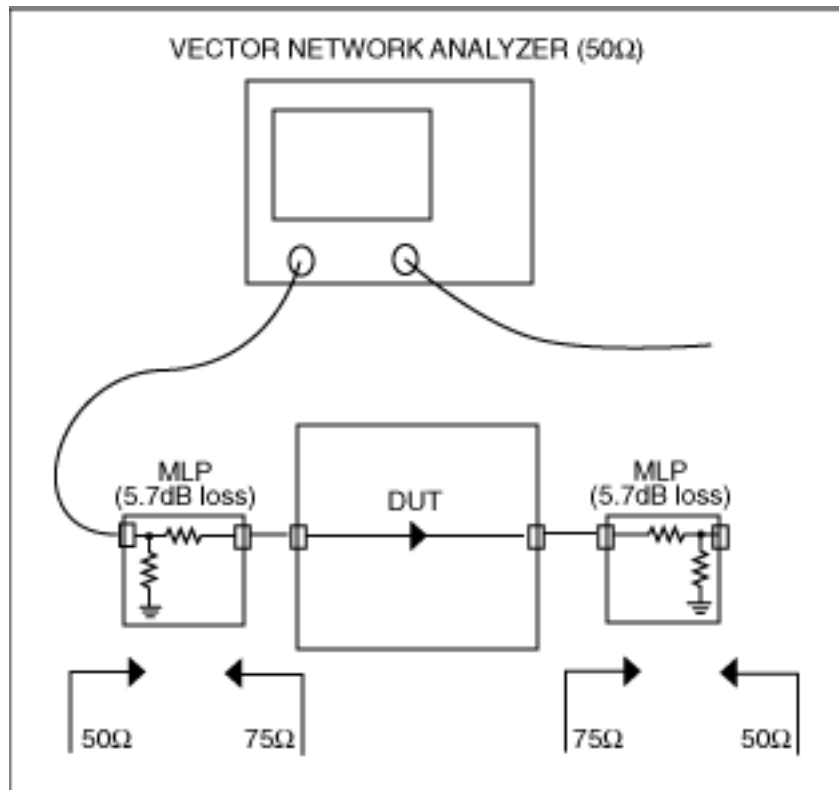 VECTOR NETWORK ANALYZER (50Ω)
MLP
(5.7dB loss)
DUT
MLP
(5.7dB loss)
50Ω
75Ω
75Ω
50Ω